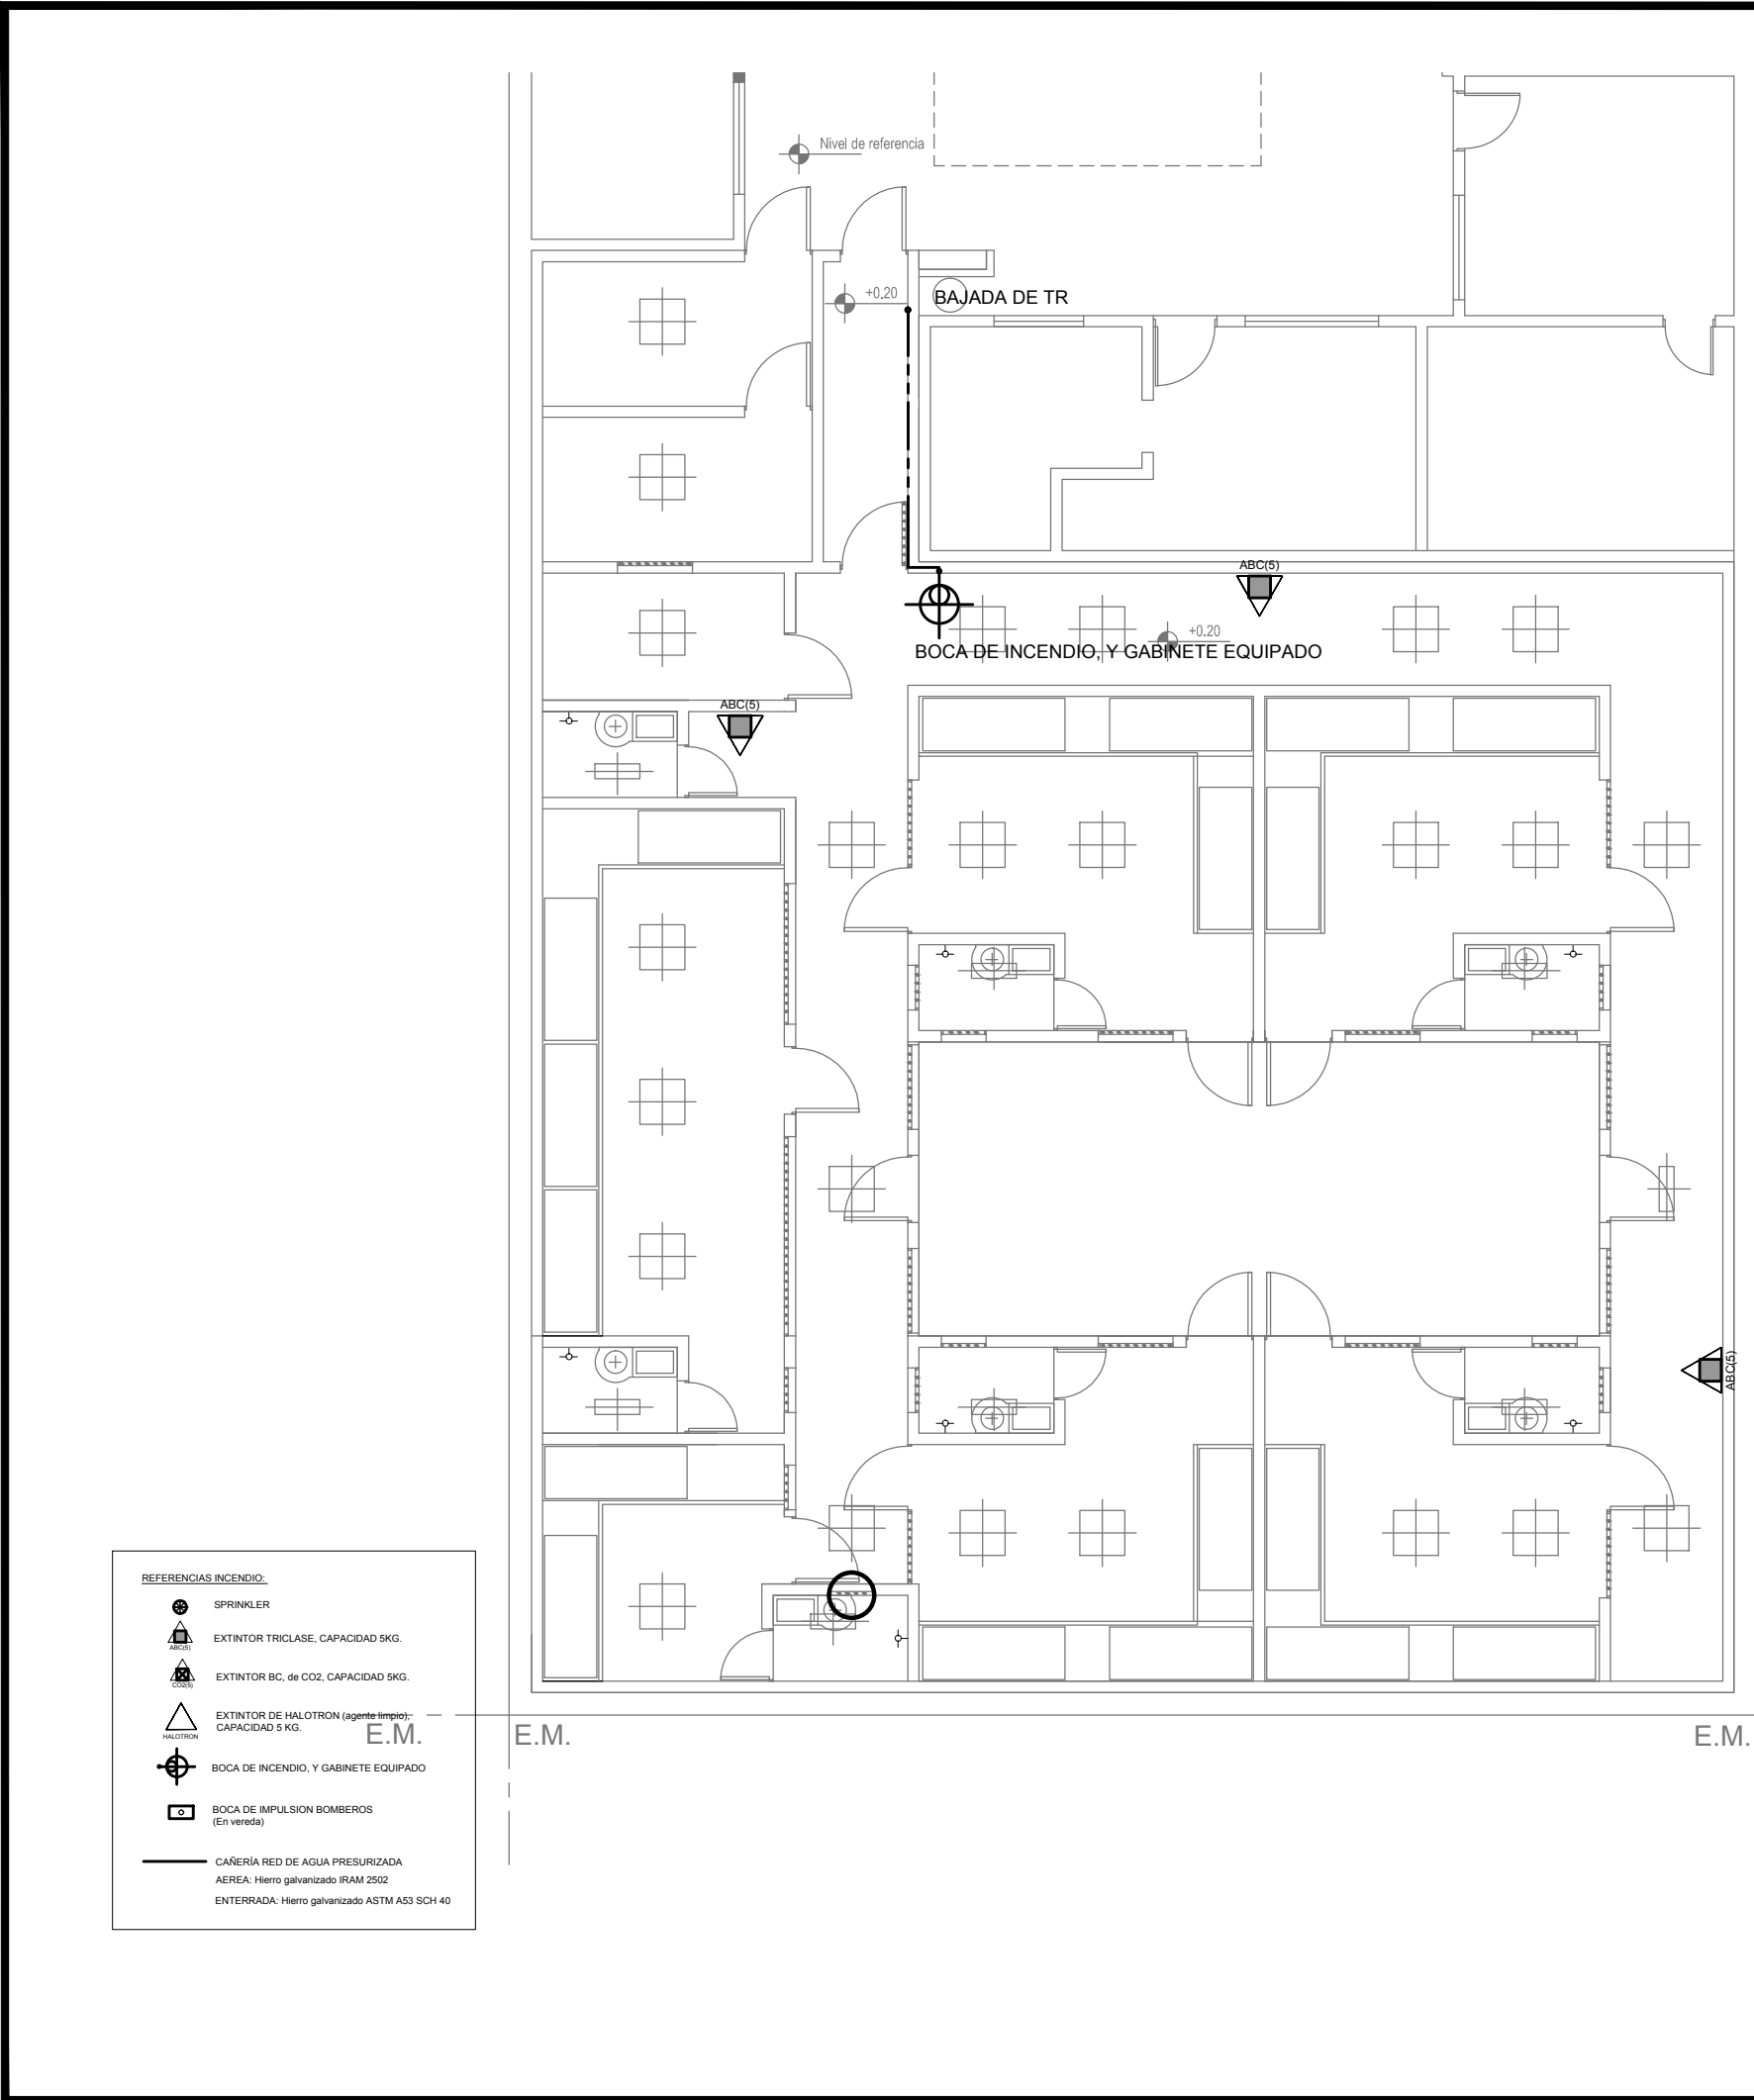 Nivel de referencia
+0.20
BAJADA DE TR
ABC(5)
+0.20
BOCA DE INCENDIO, Y GABINETE EQUIPADO
ABC(5)
ABC(5)
REFERENCIAS INCENDIO:
SPRINKLER
EXTINTOR TRICLASE, CAPACIDAD 5KG.
ABC(5)
EXTINTOR BC, de CO2, CAPACIDAD 5KG.
CO2(5)
EXTINTOR DE HALOTRON (agente limpio),
CAPACIDAD 5 KG.
HALOTRON
E.M.
E.M.
E.M.
BOCA DE INCENDIO, Y GABINETE EQUIPADO
BOCA DE IMPULSION BOMBEROS
(En vereda)
CAÑERÍA RED DE AGUA PRESURIZADA
AEREA: Hierro galvanizado IRAM 2502
ENTERRADA: Hierro galvanizado ASTM A53 SCH 40